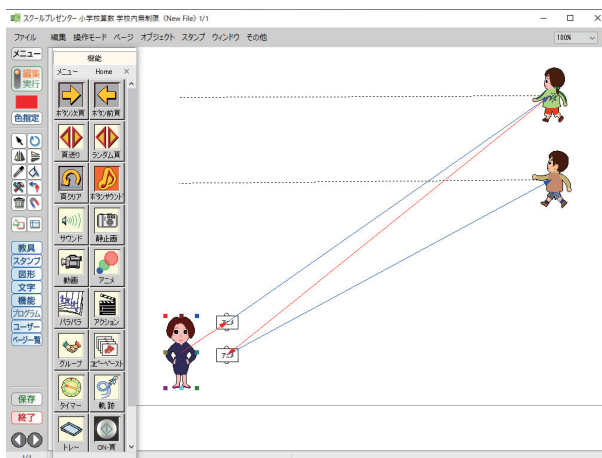 スクールプレゼンター 小学校算数 学校内無制限 (New File) 1/1
ファイル 編集 操作モード ページ オブジェクト スタンプ ウィンドウ その他 100%
メニュー
編集
実行
色指定
教具
スタンプ
図形
文字
機能
プログラム
ユーザー
ページ一覧
保存
終了
1/1
機能
メニュー Home ×
ボタン次頁 ボタン前頁
頁送り ランダム頁
頁クリア ボタンサウンド
サウンド 静止画
動画 アニメ
パラパラ アクション
グループ コピーペースト
タイマー 軌跡
トレー ON-頁